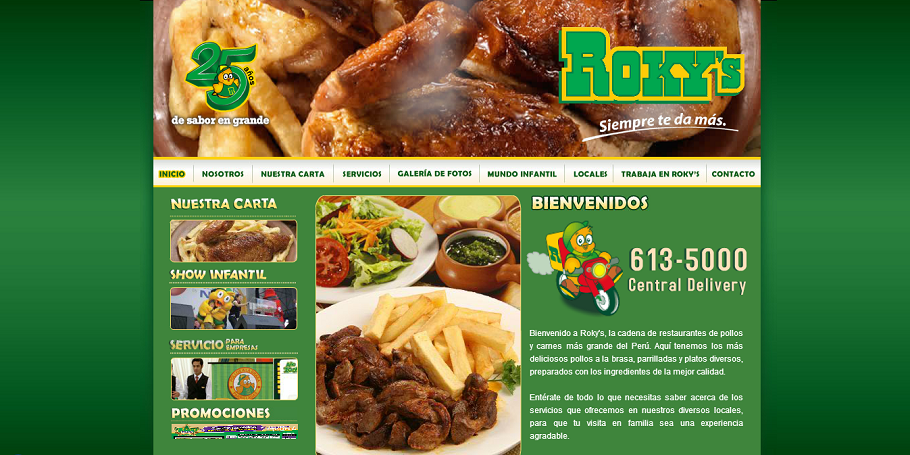 25
años
de sabor en grande
ROKY's
Siempre te da más.
INICIO NOSOTROS NUESTRA CARTA SERVICIOS GALERÍA DE FOTOS MUNDO INFANTIL LOCALES TRABAJA EN ROKY'S CONTACTO
NUESTRA CARTA
SHOW INFANTIL
SERVICIO PARA EMPRESAS
PROMOCIONES
BIENVENIDOS
613-5000
Central Delivery
Bienvenido a Roky's, la cadena de restaurantes de pollos
y carnes más grande del Perú. Aquí tenemos los más
deliciosos pollos a la brasa, parrilladas y platos diversos,
preparados con los ingredientes de la mejor calidad.
Entérate de todo lo que necesitas saber acerca de los
servicios que ofrecemos en nuestros diversos locales,
para que tu visita en familia sea una experiencia
agradable.